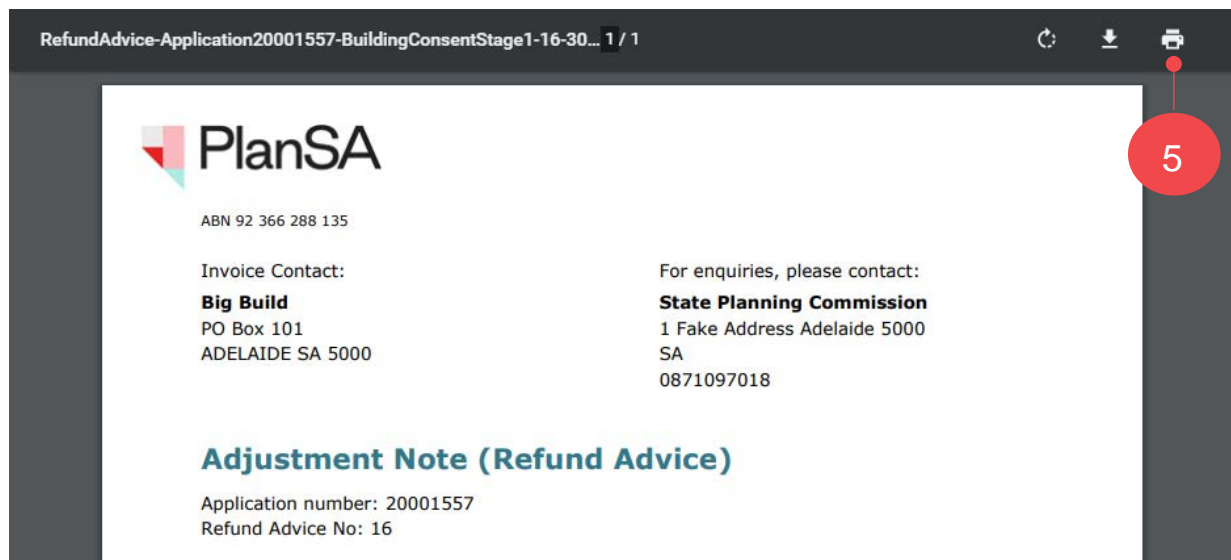 RefundAdvice-Application20001557-BuildingConsentStage1-16-30... 1 / 1
5
PlanSA
ABN 92 366 288 135
Invoice Contact:
Big Build
PO Box 101
ADELAIDE SA 5000
For enquiries, please contact:
State Planning Commission
1 Fake Address Adelaide 5000
SA
0871097018
Adjustment Note (Refund Advice)
Application number: 20001557
Refund Advice No: 16